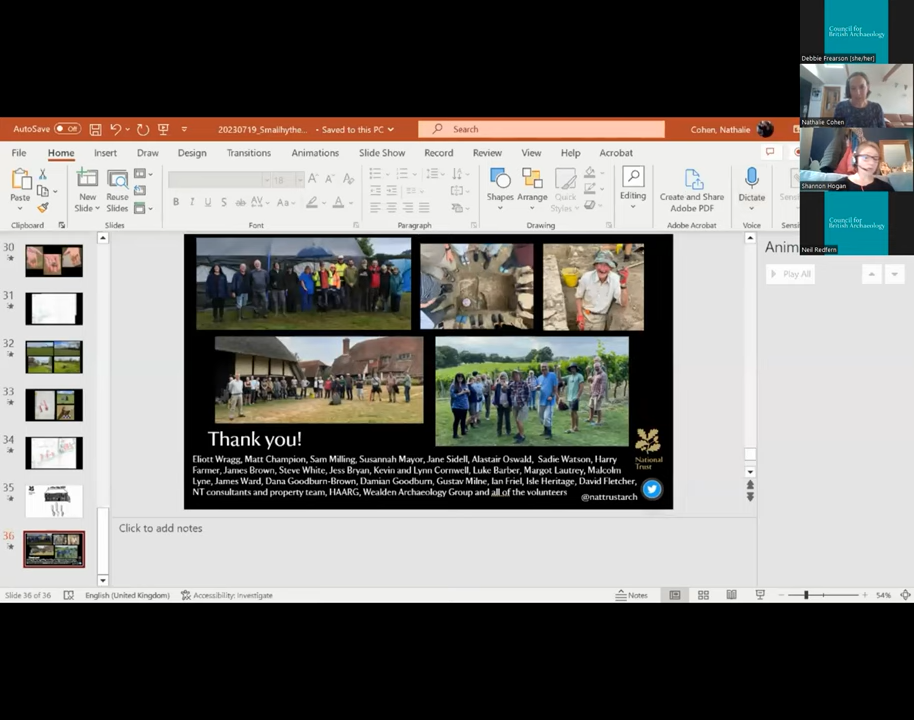 Council for
British Archaeology
Debbie Frearson (she/her)
Nathalie Cohen
Shannon Hogan
Council for
British Archaeology
Neil Redfern
AutoSave Off
20230719_Smallhythe... • Saved to this PC
Search
Cohen, Nathalie
File Home Insert Draw Design Transitions Animations Slide Show Record Review View Help Acrobat
Paste
New
Slide
Reuse
Slides
18
Shapes
Arrange
Quick
Styles
Editing
Create and Share
Adobe PDF
Dictate
Clipboard
Slides
Font
Paragraph
Drawing
Adobe Acrobat
Voice
Anim
Play All
30
31
32
33
34
35
36
Thank you!
Eliott Wragg, Matt Champion, Sam Milling, Susannah Mayor, Jane Sidell, Alastair Oswald, Sadie Watson, Harry
Farmer, James Brown, Steve White, Jess Bryan, Kevin and Lynn Cornwell, Luke Barber, Margot Lautrey, Malcolm
Lyne, James Ward, Dana Goodburn-Brown, Damian Goodburn, Gustav Milne, Ian Friel, Isle Heritage, David Fletcher,
NT consultants and property team, HAARG, Wealden Archaeology Group and all of the volunteers
National
Trust
@nattrustarch
Click to add notes
Slide 36 of 36
English (United Kingdom)
Accessibility: Investigate
Notes
54%